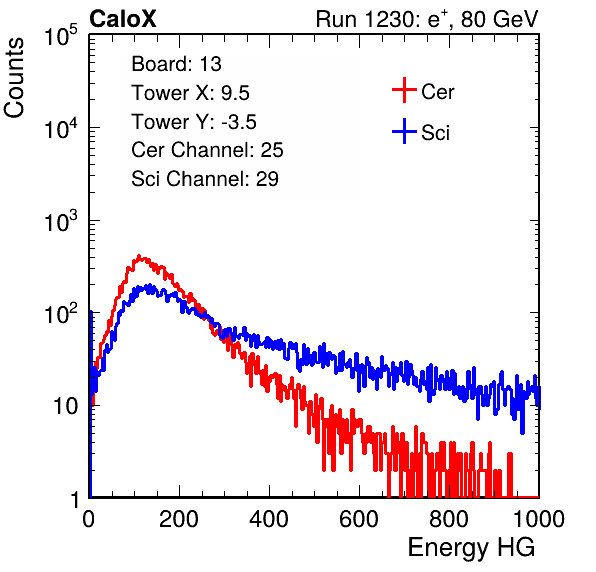 CaloX Run 1230: e⁺, 80 GeV
Counts
Board: 13
Tower X: 9.5
Tower Y: -3.5
Cer Channel: 25
Sci Channel: 29
Cer
Sci
10⁵
10⁴
10³
10²
10
1
0 200 400 600 800 1000
Energy HG